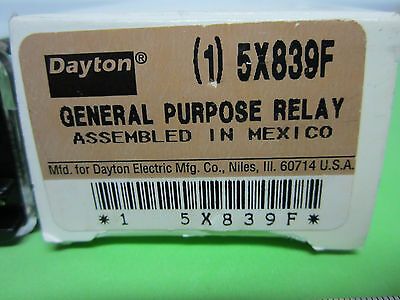 Dayton® (1) 5X839F
GENERAL PURPOSE RELAY
ASSEMBLED IN MEXICO
Mfd. for Dayton Electric Mfg. Co., Niles, Ill. 60714 U.S.A.
*1 5X839F*